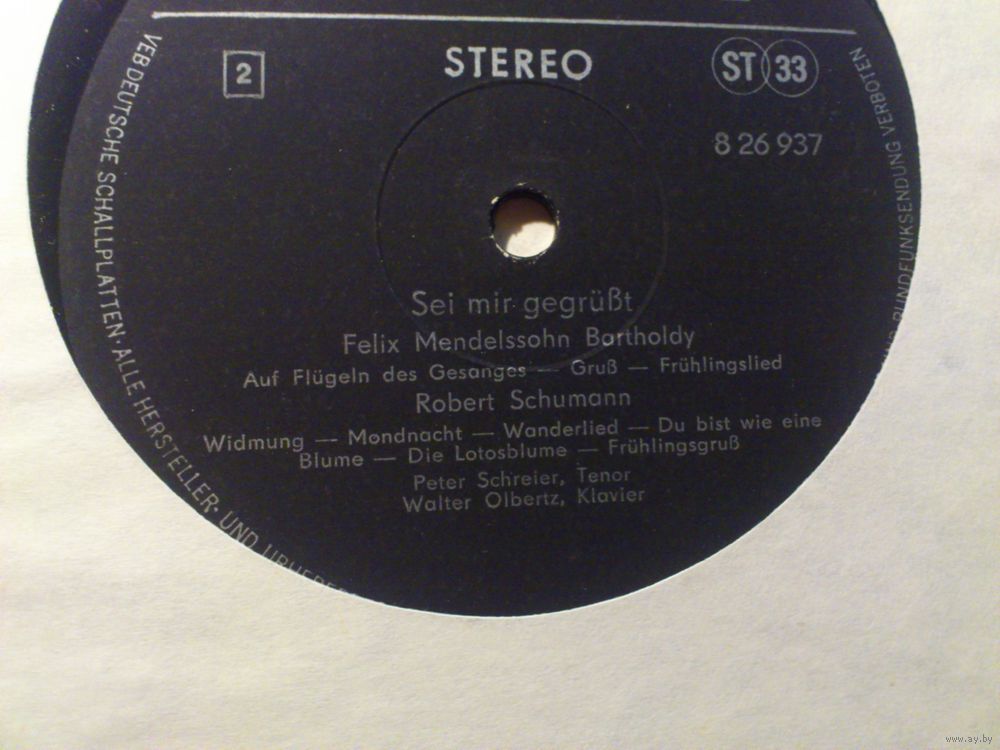 2
STEREO
ST 33
8 26 937
Sei mir gegrüßt
Felix Mendelssohn Bartholdy
Auf Flügeln des Gesanges — Gruß — Frühlingslied
Robert Schumann
Widmung — Mondnacht — Wanderlied — Du bist wie eine
Blume — Die Lotosblume — Frühlingsgruß
Peter Schreier, Tenor
Walter Olbertz, Klavier
VEB DEUTSCHE SCHALLPLATTEN · ALLE HERSTELLER- UND
RUNDFUNKSENDUNG VERBOTEN
www.ay.by